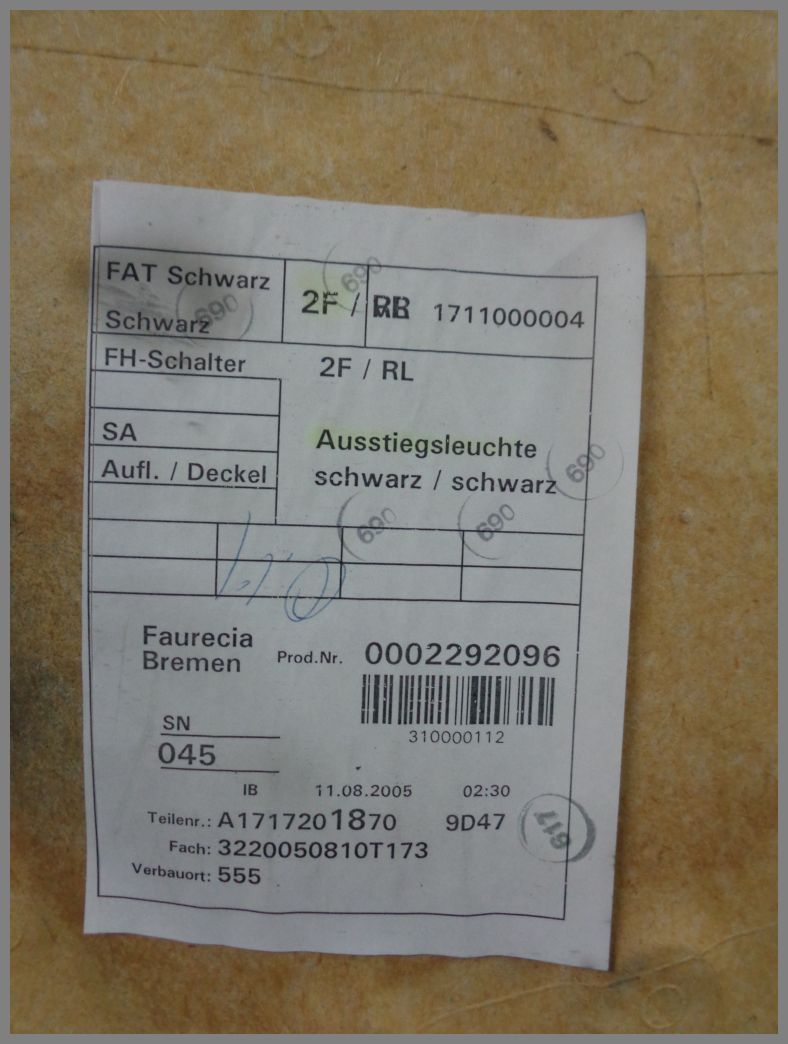 FAT Schwarz
2F / RR 1711000004
Schwarz
FH-Schalter
2F / RL
SA
Ausstiegsleuchte
Aufl. / Deckel
schwarz / schwarz
690
690
690
690
690
Faurecia
Bremen
Prod.Nr. 0002292096
310000112
SN
045
IB 11.08.2005 02:30
Teilenr.: A1717201870 9D47
617
Fach: 3220050810T173
Verbauort: 555